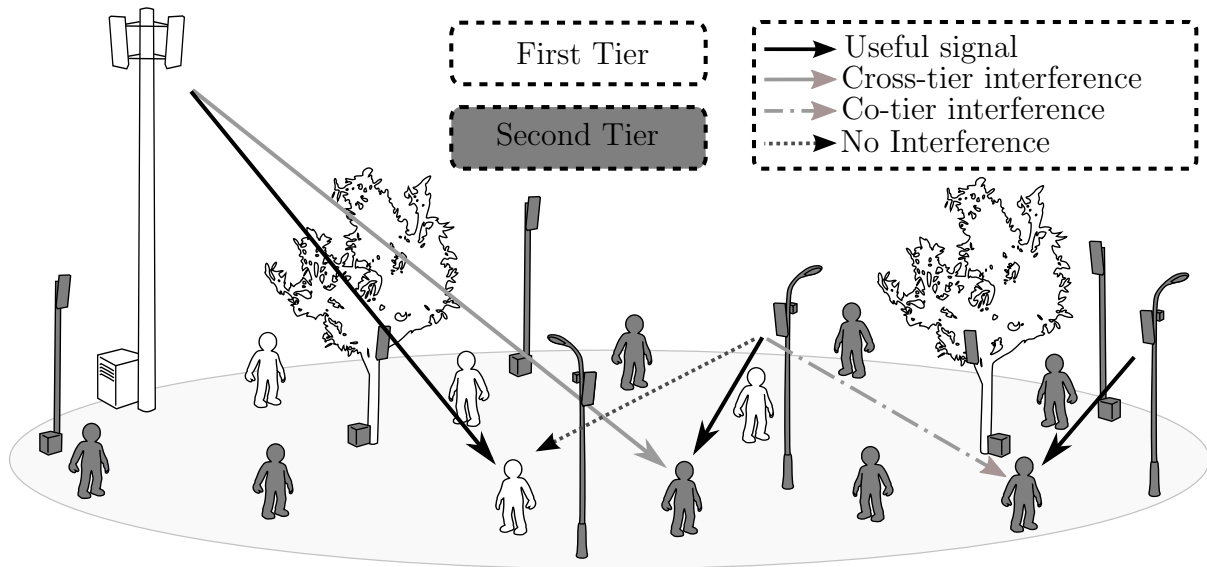 First Tier
Second Tier
Useful signal
Cross-tier interference
Co-tier interference
No Interference